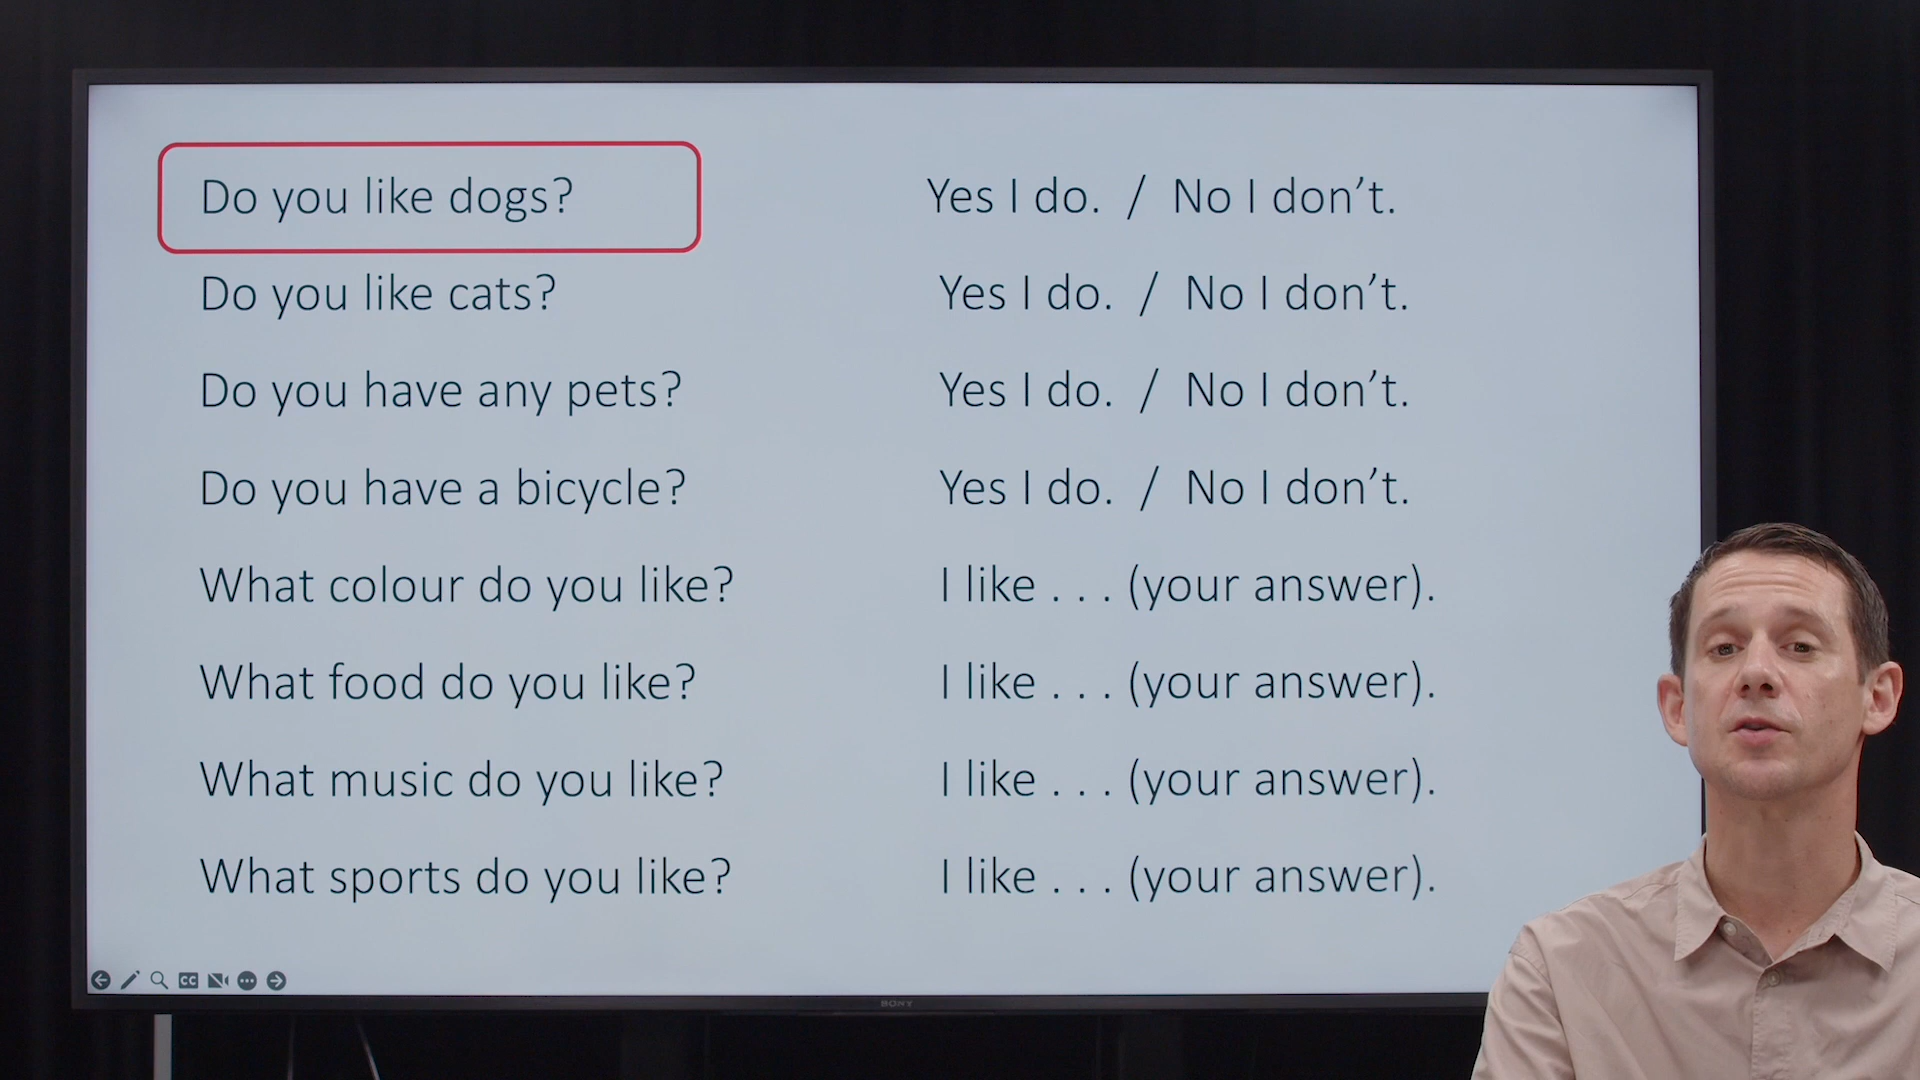 Do you like dogs? Yes I do. / No I don't.
Do you like cats? Yes I do. / No I don't.
Do you have any pets? Yes I do. / No I don't.
Do you have a bicycle? Yes I do. / No I don't.
What colour do you like? I like . . . (your answer).
What food do you like? I like . . . (your answer).
What music do you like? I like . . . (your answer).
What sports do you like? I like . . . (your answer).
CC
SONY